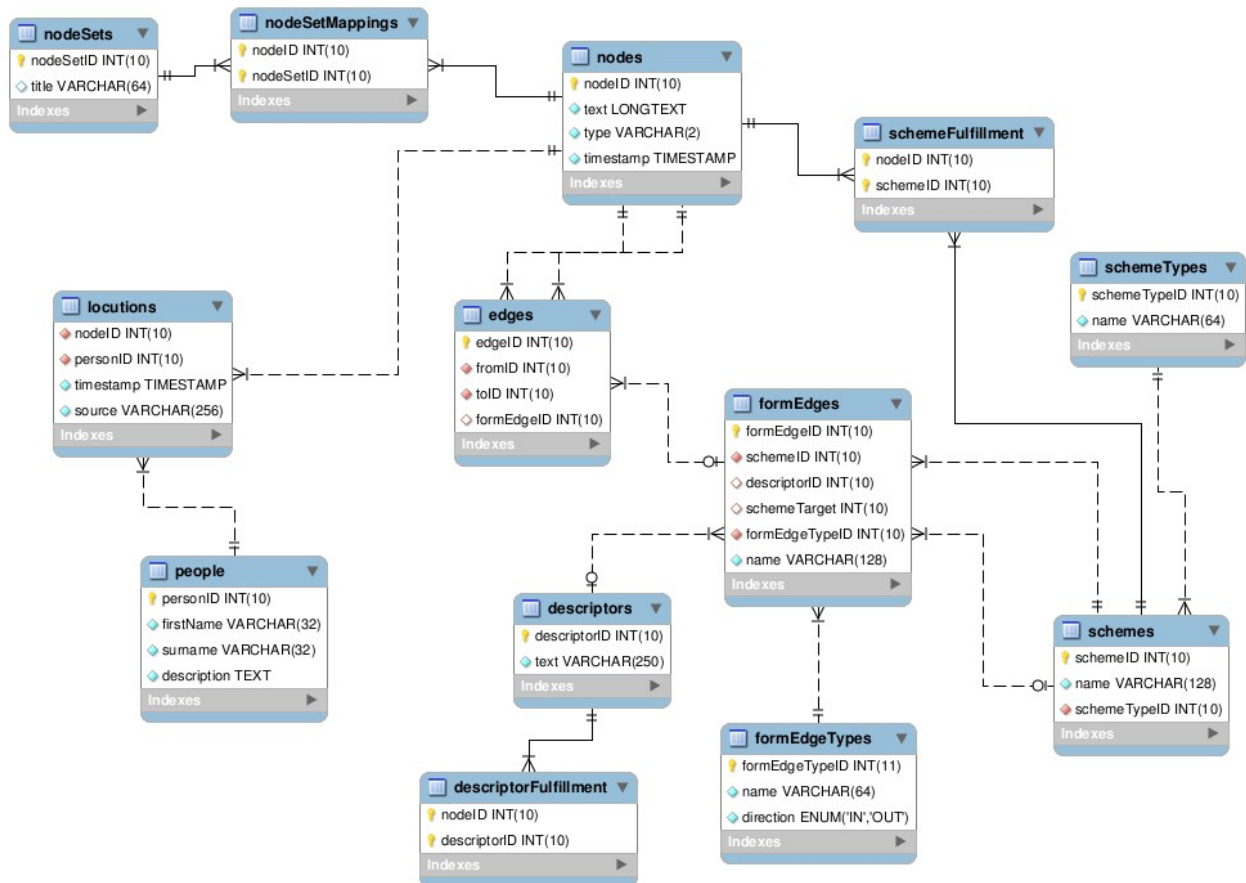 nodeSets
nodeSetID INT(10)
title VARCHAR(64)
Indexes
nodeSetMappings
nodeID INT(10)
nodeSetID INT(10)
Indexes
nodes
nodeID INT(10)
text LONGTEXT
type VARCHAR(2)
timestamp TIMESTAMP
Indexes
schemeFulfillment
nodeID INT(10)
schemeID INT(10)
Indexes
schemeTypes
schemeTypeID INT(10)
name VARCHAR(64)
Indexes
locutions
nodeID INT(10)
personID INT(10)
timestamp TIMESTAMP
source VARCHAR(256)
Indexes
edges
edgeID INT(10)
fromID INT(10)
toID INT(10)
formEdgeID INT(10)
Indexes
formEdges
formEdgeID INT(10)
schemeID INT(10)
descriptorID INT(10)
schemeTarget INT(10)
formEdgeTypeID INT(10)
name VARCHAR(128)
Indexes
people
personID INT(10)
firstName VARCHAR(32)
surname VARCHAR(32)
description TEXT
Indexes
descriptors
descriptorID INT(10)
text VARCHAR(250)
Indexes
schemes
schemeID INT(10)
name VARCHAR(128)
schemeTypeID INT(10)
Indexes
formEdgeTypes
formEdgeTypeID INT(11)
name VARCHAR(64)
direction ENUM('IN','OUT')
Indexes
descriptorFulfillment
nodeID INT(10)
descriptorID INT(10)
Indexes